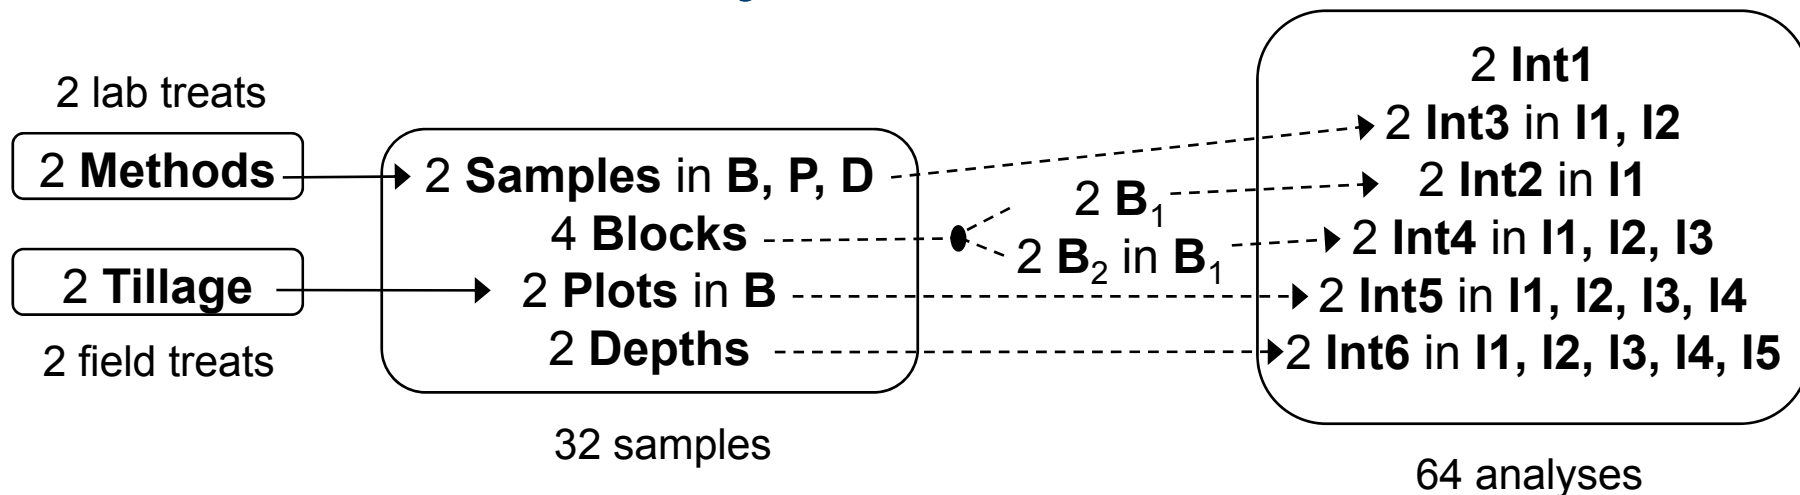 2 lab treats
2 Methods
2 Tillage
2 field treats
2 Samples in B, P, D
4 Blocks
2 Plots in B
2 Depths
32 samples
2 B₁
2 B₂ in B₁
2 Int1
2 Int3 in I1, I2
2 Int2 in I1
2 Int4 in I1, I2, I3
2 Int5 in I1, I2, I3, I4
2 Int6 in I1, I2, I3, I4, I5
64 analyses